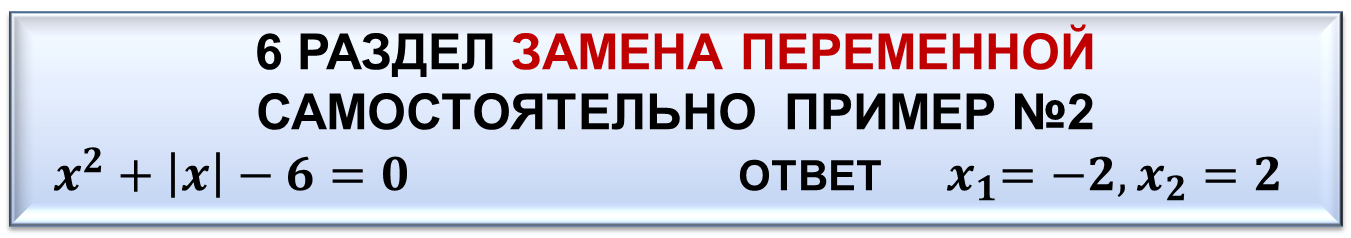 6 РАЗДЕЛ ЗАМЕНА ПЕРЕМЕННОЙ
САМОСТОЯТЕЛЬНО ПРИМЕР №2
x² + |x| − 6 = 0 ОТВЕТ x₁= −2, x₂ = 2